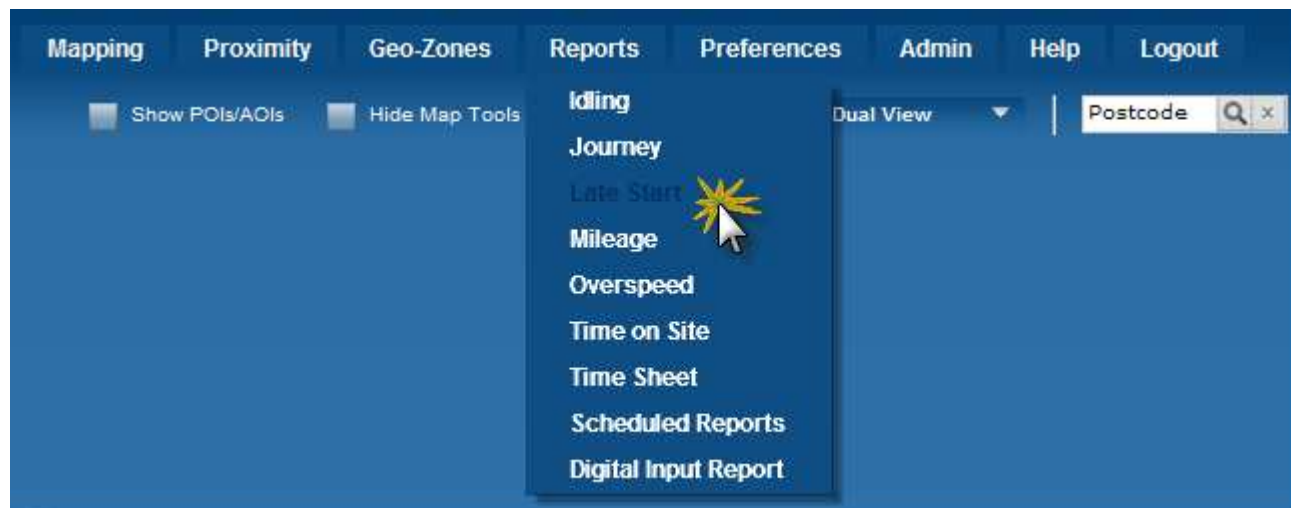 Mapping Proximity Geo-Zones Reports Preferences Admin Help Logout
Show POIs/AOIs Hide Map Tools Dual View Postcode
Idling
Journey
Late Start
Mileage
Overspeed
Time on Site
Time Sheet
Scheduled Reports
Digital Input Report